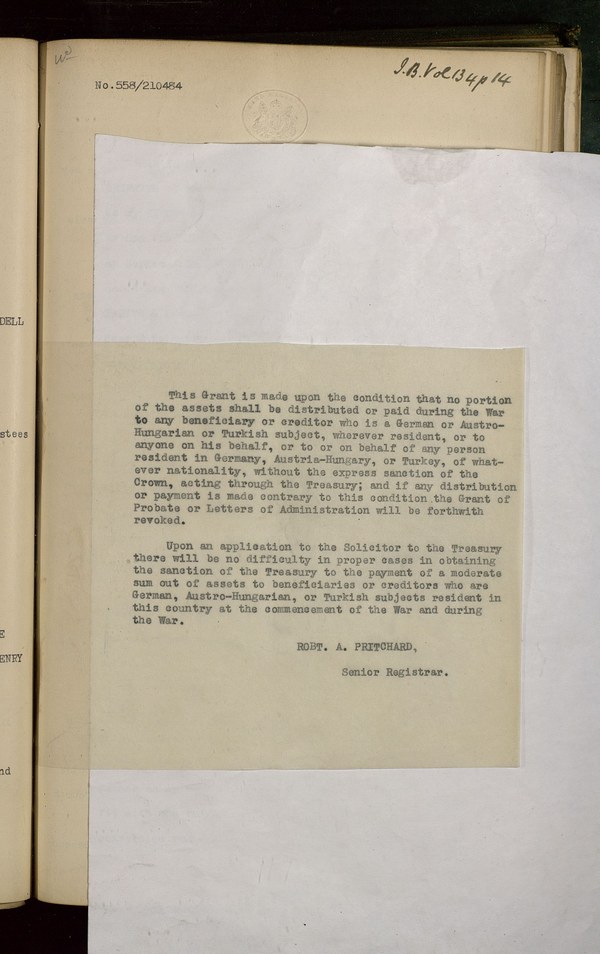 No.558/210484
I.B.Vol 134 p 14
DELL
stees
E
ENRY
nd
This Grant is made upon the condition that no portion
of the assets shall be distributed or paid during the War
to any beneficiary or creditor who is a German or Austro-
Hungarian or Turkish subject, wherever resident, or to
anyone on his behalf, or to or on behalf of any person
resident in Germany, Austria-Hungary, or Turkey, of what-
ever nationality, without the express sanction of the
Crown, acting through the Treasury; and if any distribution
or payment is made contrary to this condition the Grant of
Probate or Letters of Administration will be forthwith
revoked.
Upon an application to the Solicitor to the Treasury
there will be no difficulty in proper cases in obtaining
the sanction of the Treasury to the payment of a moderate
sum out of assets to beneficiaries or creditors who are
German, Austro-Hungarian, or Turkish subjects resident in
this country at the commencement of the War and during
the War.
ROBT. A. PRITCHARD,
Senior Registrar.